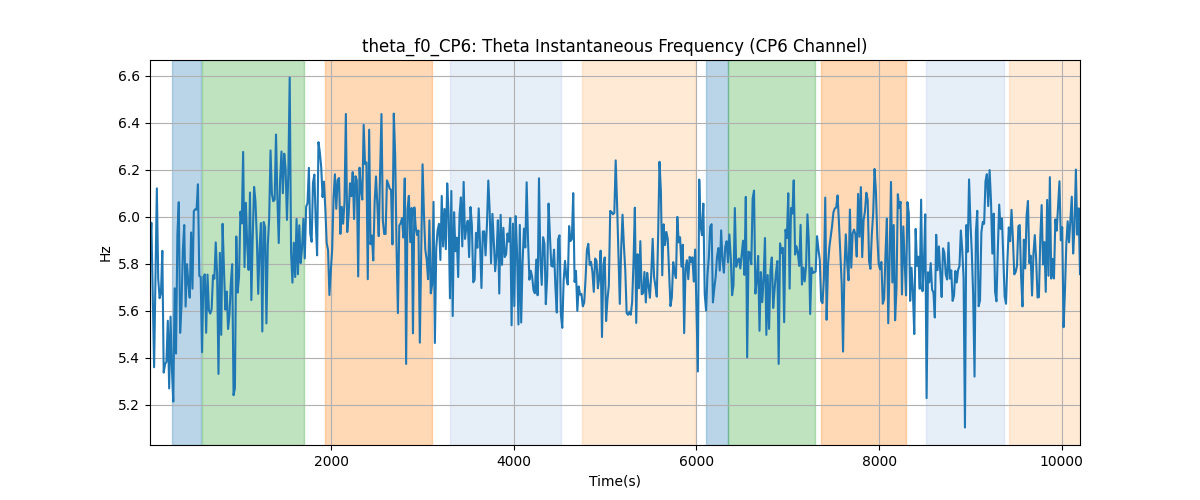 theta_f0_CP6: Theta Instantaneous Frequency (CP6 Channel)
6.6
6.4
6.2
6.0
5.8
5.6
5.4
5.2
Hz
2000 4000 6000 8000 10000
Time(s)